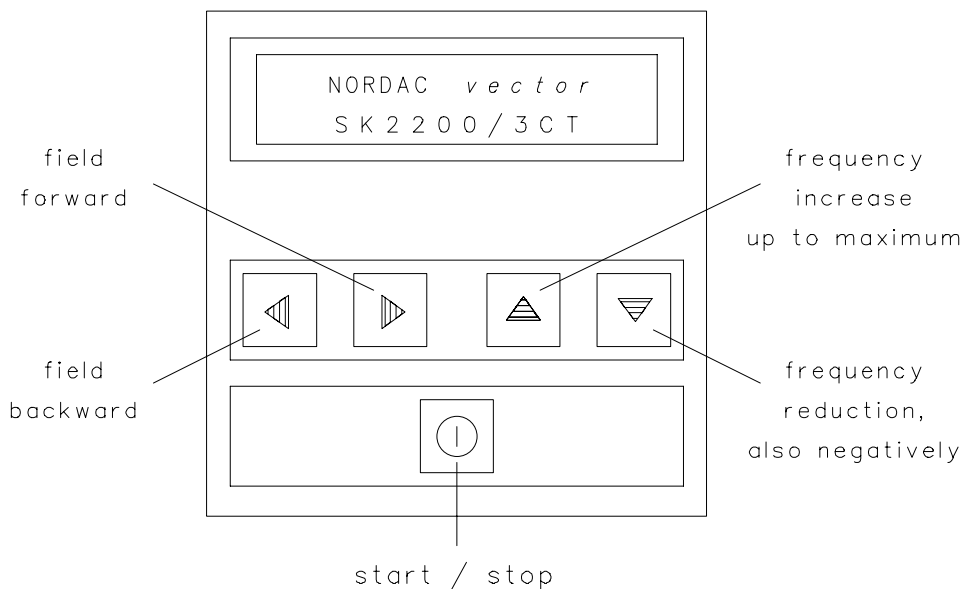 NORDAC vector
SK2200/3CT
field
forward
frequency
increase
up to maximum
field
backward
frequency
reduction,
also negatively
start / stop